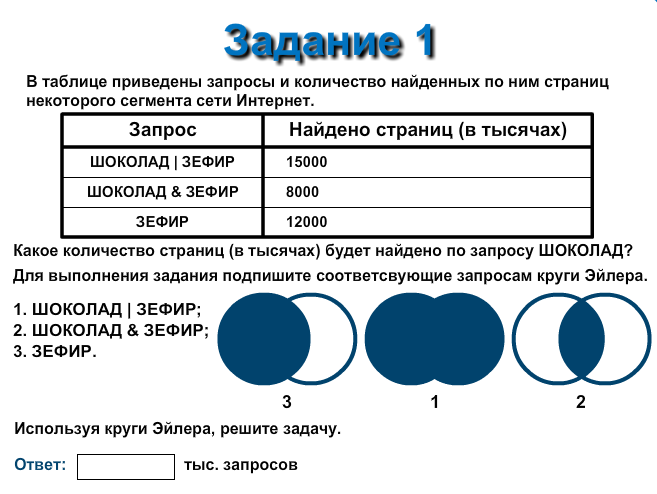 Задание 1
В таблице приведены запросы и количество найденных по ним страниц
некоторого сегмента сети Интернет.
Запрос Найдено страниц (в тысячах)
ШОКОЛАД | ЗЕФИР 15000
ШОКОЛАД & ЗЕФИР 8000
ЗЕФИР 12000
Какое количество страниц (в тысячах) будет найдено по запросу ШОКОЛАД?
Для выполнения задания подпишите соответсвующие запросам круги Эйлера.
1. ШОКОЛАД | ЗЕФИР;
2. ШОКОЛАД & ЗЕФИР;
3. ЗЕФИР.
3 1 2
Используя круги Эйлера, решите задачу.
Ответ: тыс. запросов